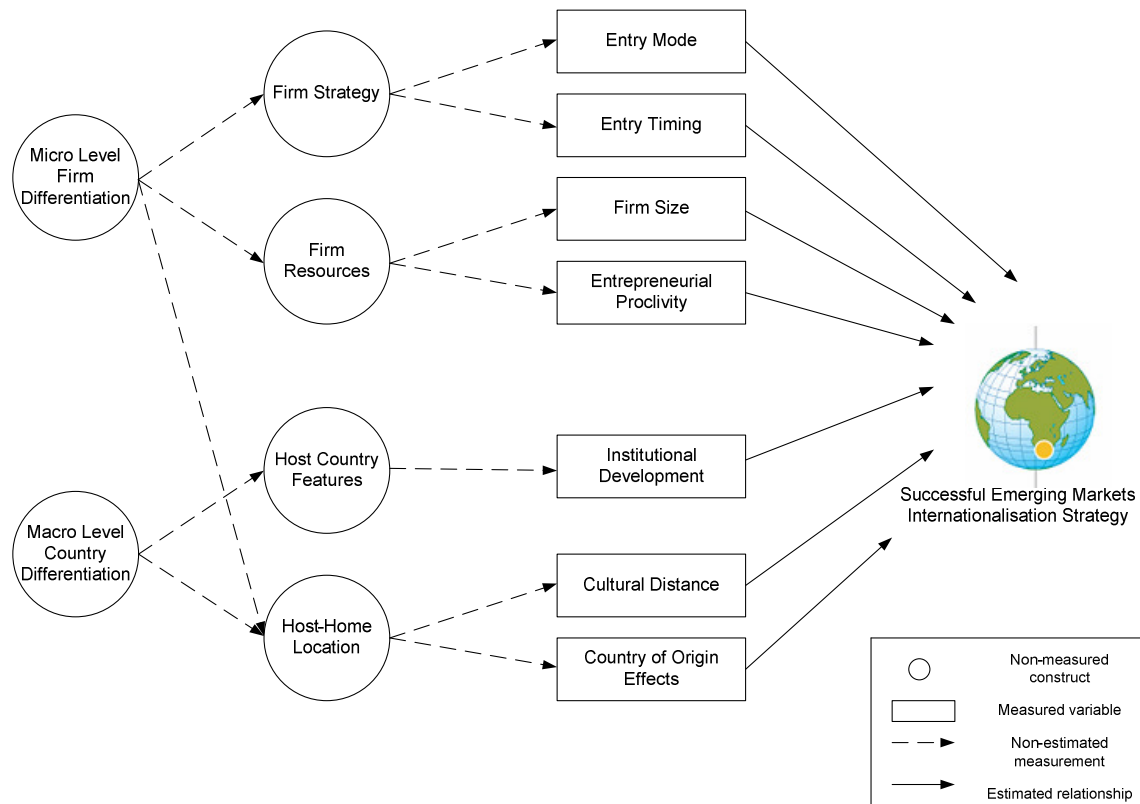 Micro Level
Firm
Differentiation
Macro Level
Country
Differentiation
Firm Strategy
Firm
Resources
Host Country
Features
Host-Home
Location
Entry Mode
Entry Timing
Firm Size
Entrepreneurial
Proclivity
Institutional
Development
Cultural Distance
Country of Origin
Effects
Successful Emerging Markets
Internationalisation Strategy
Non-measured
construct
Measured variable
Non-estimated
measurement
Estimated relationship